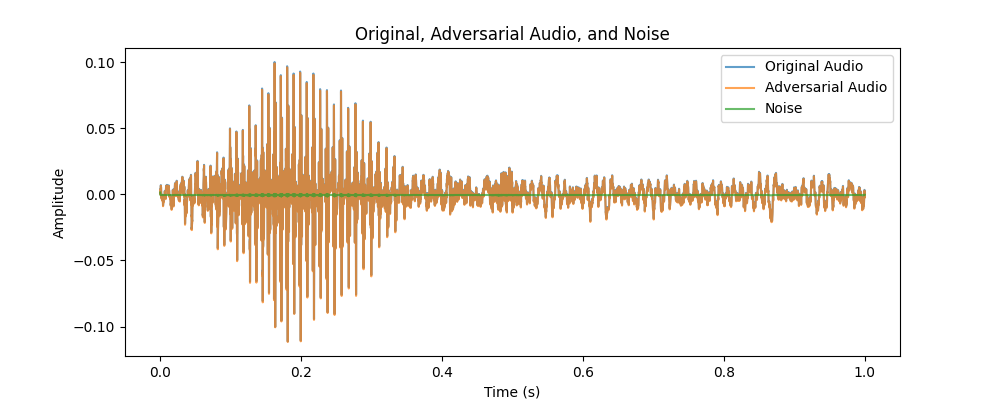 Original, Adversarial Audio, and Noise
Original Audio
Adversarial Audio
Noise
Amplitude
0.10
0.05
0.00
−0.05
−0.10
0.0
0.2
0.4
0.6
0.8
1.0
Time (s)